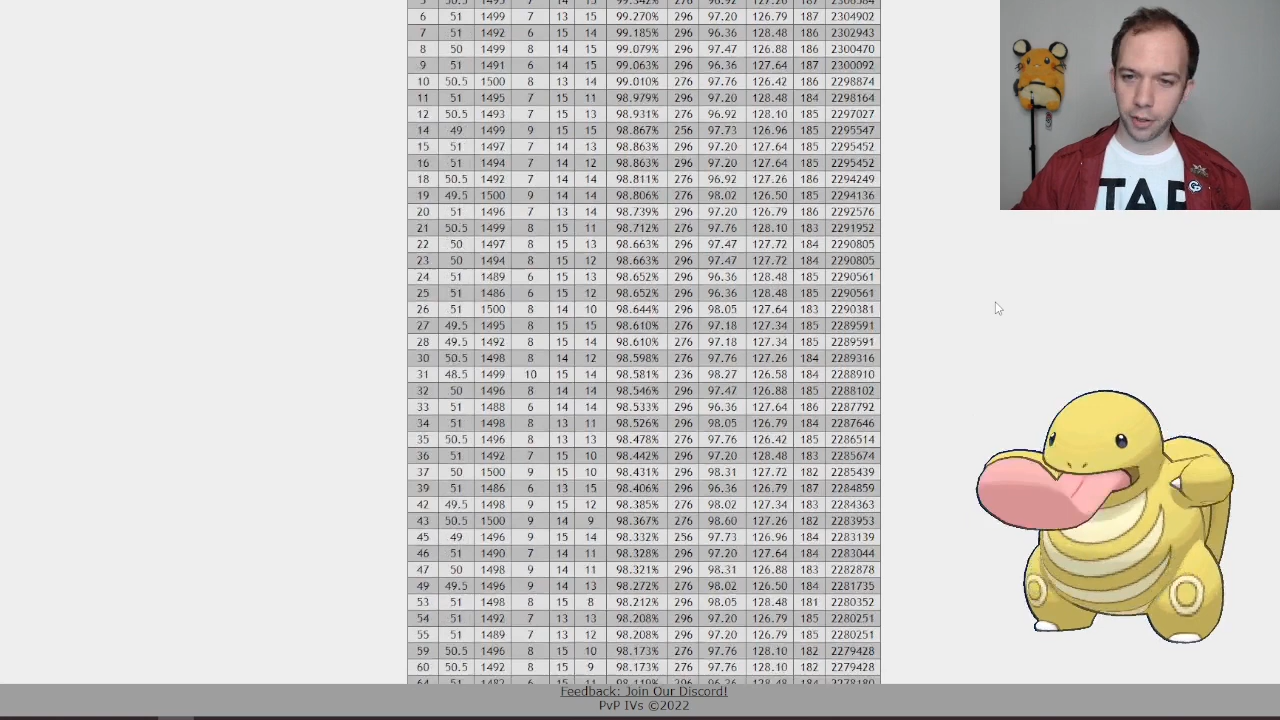 6 51 1499 7 13 15 99.270% 296 97.20 126.79 187 2304902
7 51 1492 6 15 14 99.185% 296 96.36 128.48 186 2302943
8 50 1499 8 14 15 99.079% 296 97.47 126.88 186 2300470
9 51 1491 6 14 15 99.063% 296 96.36 127.64 187 2300092
10 50.5 1500 8 13 14 99.010% 276 97.76 126.42 186 2298874
11 51 1495 7 15 11 98.979% 296 97.20 128.48 184 2298164
12 50.5 1493 7 15 13 98.931% 276 96.92 128.10 185 2297027
14 49 1499 9 15 15 98.867% 256 97.73 126.96 185 2295547
15 51 1497 7 14 13 98.863% 296 97.20 127.64 185 2295452
16 51 1494 7 14 12 98.863% 296 97.20 127.64 185 2295452
18 50.5 1492 7 14 14 98.811% 276 96.92 127.26 186 2294249
19 49.5 1500 9 14 14 98.806% 276 98.02 126.50 185 2294136
20 51 1496 7 13 14 98.739% 296 97.20 126.79 186 2292576
21 50.5 1499 8 15 11 98.712% 276 97.76 128.10 183 2291952
22 50 1497 8 15 13 98.663% 296 97.47 127.72 184 2290805
23 50 1494 8 15 12 98.663% 296 97.47 127.72 184 2290805
24 51 1489 6 15 13 98.652% 296 96.36 128.48 185 2290561
25 51 1486 6 15 12 98.652% 296 96.36 128.48 185 2290561
26 51 1500 8 14 10 98.644% 296 98.05 127.64 183 2290381
27 49.5 1495 8 15 15 98.610% 276 97.18 127.34 185 2289591
28 49.5 1492 8 15 14 98.610% 276 97.18 127.34 185 2289591
30 50.5 1498 8 14 12 98.598% 276 97.76 127.26 184 2289316
31 48.5 1499 10 15 14 98.581% 236 98.27 126.58 184 2288910
32 50 1496 8 14 14 98.546% 296 97.47 126.88 185 2288102
33 51 1488 6 14 14 98.533% 296 96.36 127.64 186 2287792
34 51 1498 8 13 11 98.526% 296 98.05 126.79 184 2287646
35 50.5 1496 8 13 13 98.478% 276 97.76 126.42 185 2286514
36 51 1492 7 15 10 98.442% 296 97.20 128.48 183 2285674
37 50 1500 9 15 10 98.431% 296 98.31 127.72 182 2285439
39 51 1486 6 13 15 98.406% 296 96.36 126.79 187 2284859
42 49.5 1498 9 15 12 98.385% 276 98.02 127.34 183 2284363
43 50.5 1500 9 14 9 98.367% 276 98.60 127.26 182 2283953
45 49 1496 9 15 14 98.332% 256 97.73 126.96 184 2283139
46 51 1490 7 14 11 98.328% 296 97.20 127.64 184 2283044
47 50 1498 9 14 11 98.321% 296 98.31 126.88 183 2282878
49 49.5 1496 9 14 13 98.272% 276 98.02 126.50 184 2281735
53 51 1498 8 15 8 98.212% 296 98.05 128.48 181 2280352
54 51 1492 7 13 13 98.208% 296 97.20 126.79 185 2280251
55 51 1489 7 13 12 98.208% 296 97.20 126.79 185 2280251
59 50.5 1496 8 15 10 98.173% 276 97.76 128.10 182 2279428
60 50.5 1492 8 15 9 98.173% 276 97.76 128.10 182 2279428
Feedback: Join Our Discord!
PvP IVs ©2022